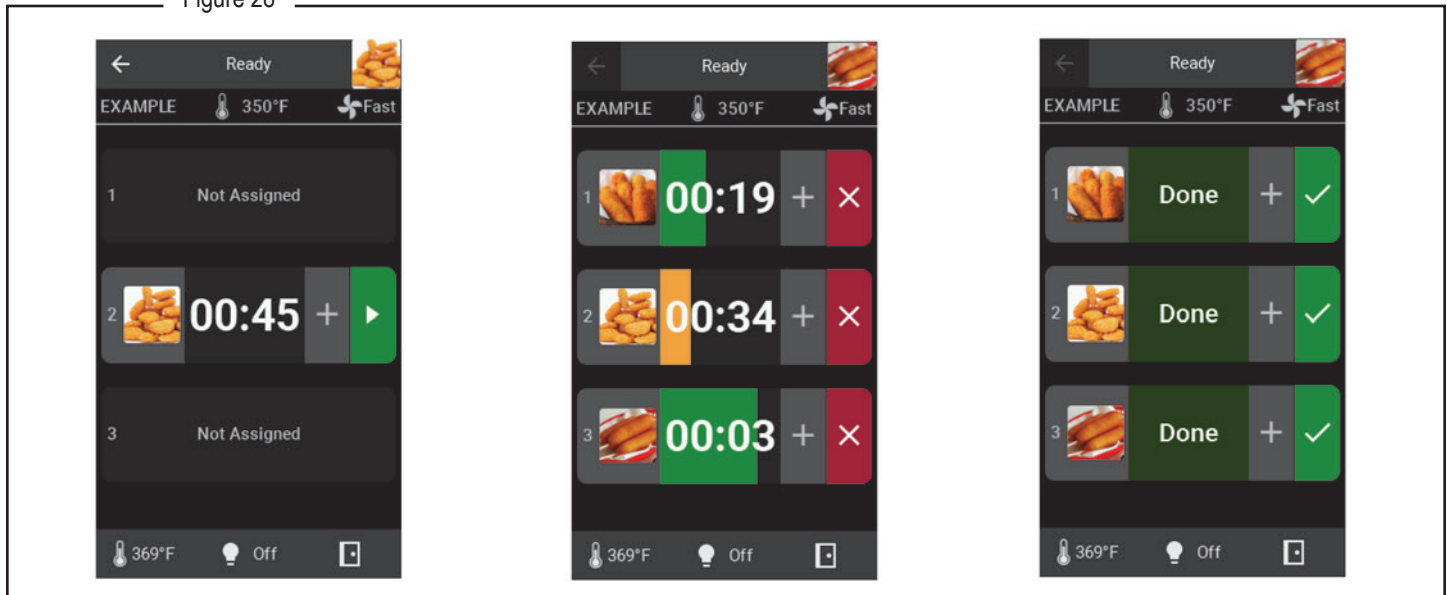 Figure 26
Ready
EXAMPLE 350°F Fast
1 Not Assigned
2 00:45 +
3 Not Assigned
369°F Off
Ready
EXAMPLE 350°F Fast
1 00:19 +
2 00:34 +
3 00:03 +
369°F Off
Ready
EXAMPLE 350°F Fast
1 Done +
2 Done +
3 Done +
369°F Off